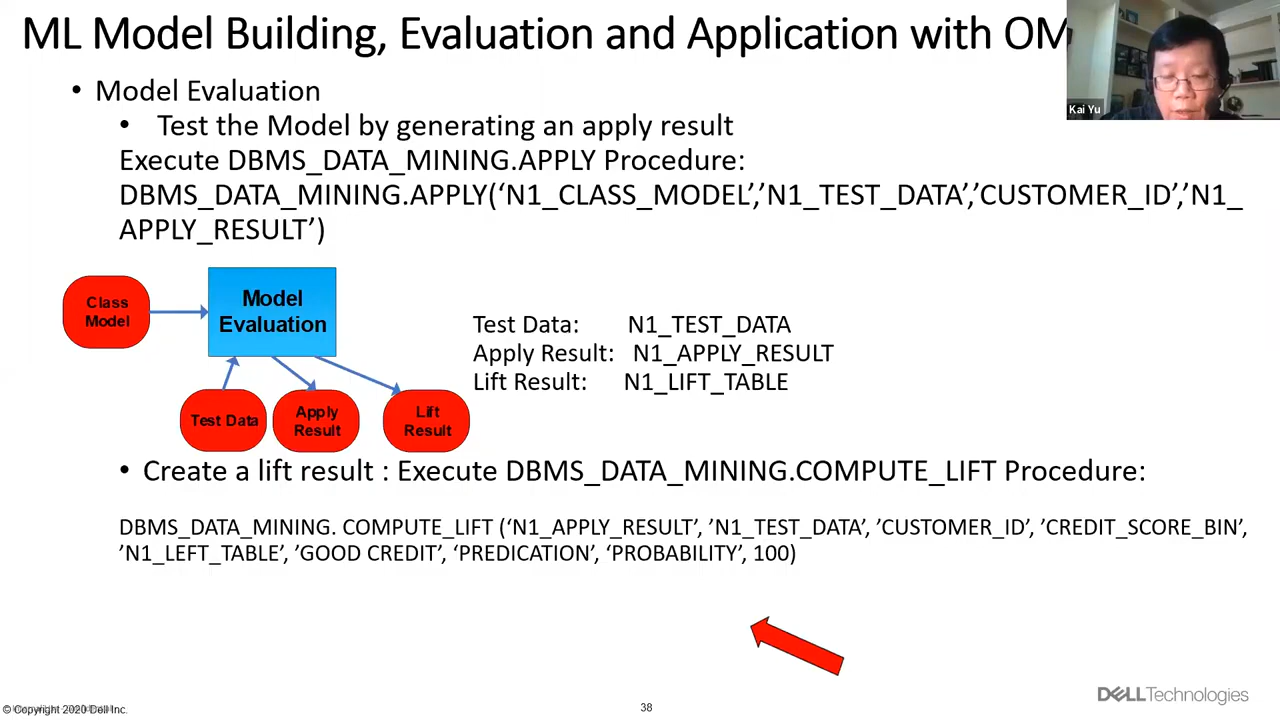 ML Model Building, Evaluation and Application with OM
Kai Yu
• Model Evaluation
• Test the Model by generating an apply result
Execute DBMS_DATA_MINING.APPLY Procedure:
DBMS_DATA_MINING.APPLY(‘N1_CLASS_MODEL’,’N1_TEST_DATA’,’CUSTOMER_ID’,’N1_
APPLY_RESULT’)
Class
Model
Model
Evaluation
Test Data
Apply
Result
Lift
Result
Test Data: N1_TEST_DATA
Apply Result: N1_APPLY_RESULT
Lift Result: N1_LIFT_TABLE
• Create a lift result : Execute DBMS_DATA_MINING.COMPUTE_LIFT Procedure:
DBMS_DATA_MINING. COMPUTE_LIFT (‘N1_APPLY_RESULT’, ’N1_TEST_DATA’, ’CUSTOMER_ID’, ’CREDIT_SCORE_BIN’,
’N1_LEFT_TABLE’, ’GOOD CREDIT’, ‘PREDICATION’, ‘PROBABILITY’, 100)
© Copyright 2020 Dell Inc.
38
DELLTechnologies